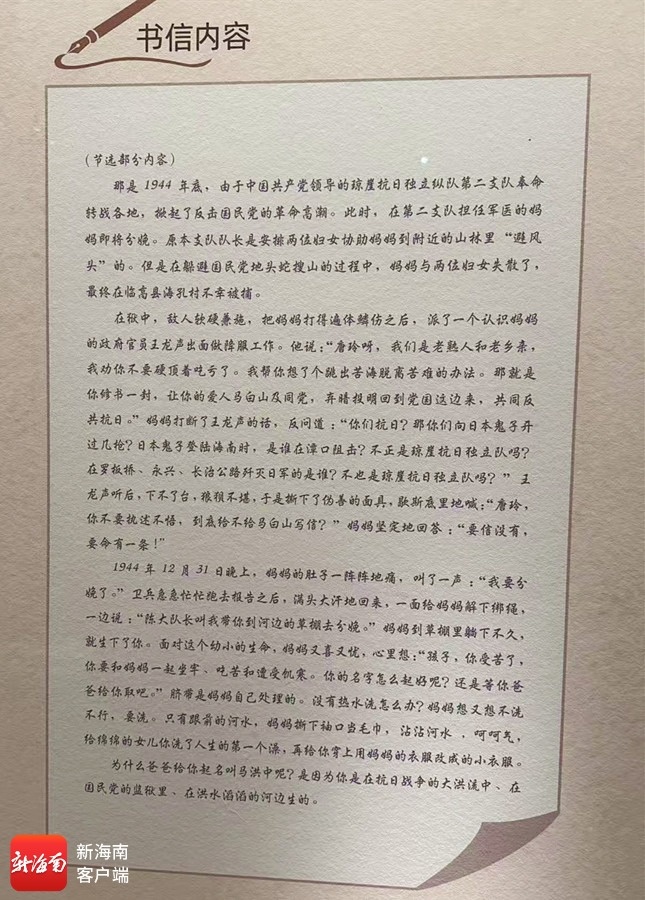 书信内容
（节选部分内容）
那是 1944 年底，由于中国共产党领导的琼崖抗日独立纵队第二支队奉命
转战各地，掀起了反击国民党的革命高潮。此时，在第二支队担任军医的妈
妈即将分娩。原本支队队长是安排两位妇女协助妈妈到附近的山林里“避风
头”的。但是在躲避国民党地头蛇搜山的过程中，妈妈与两位妇女失散了，
最终在临高县海孔村不幸被捕。
在狱中，敌人软硬兼施，把妈妈打得遍体鳞伤之后，派了一个认识妈妈
的政府官员王龙声出面做降服工作。他说：“唐玲呀，我们是老熟人和老乡亲，
我劝你不要硬顶着吃亏了。我帮你想了个跳出苦海脱离苦难的办法。那就是
你修书一封，让你的爱人马白山及同党，弃暗投明回到党国这边来，共同反
共抗日。”妈妈打断了王龙声的话，反问道：“你们抗日？那你们向日本鬼子开
过几枪？日本鬼子登陆海南时，是谁在潭口阻击？不正是琼崖抗日独立队吗？
在罗板桥、永兴、长洽公路歼灭日军的是谁？不也是琼崖抗日独立队吗？”王
龙声听后，下不了台，狼狈不堪，于是撕下了伪善的面具，歇斯底里地喊：“唐玲，
你不要执迷不悟，到底给不给马白山写信？”妈妈坚定地回答：“要信没有，
要命有一条！”
1944 年 12 月 31 日晚上，妈妈的肚子一阵阵地痛，叫了一声：“我要分
娩了。”卫兵急急忙忙跑去报告之后，满头大汗地回来，一面给妈妈解下绑绳，
一边说：“陈大队长叫我带你到河边的草棚去分娩。”妈妈到草棚里躺下不久，
就生下了你。面对这个幼小的生命，妈妈又喜又忧，心里想：“孩子，你受苦了，
你要和妈妈一起坐牢、吃苦和遭受饥寒。你的名字怎么起好呢？还是等你爸
爸给你取吧。”脐带是妈妈自己处理的。没有热水洗怎么办？妈妈想又想不洗
不行，要洗。只有跟前的河水，妈妈撕下袖口当毛巾，沾沾河水，呵呵气，
给绵绵的女儿你洗了人生的第一个澡，再给你穿上用妈妈的衣服改成的小衣服。
为什么爸爸给你起名叫马洪中呢？是因为你是在抗日战争的大洪流中、在
国民党的监狱里、在洪水滔滔的河边生的。
新海南
新海南
客户端